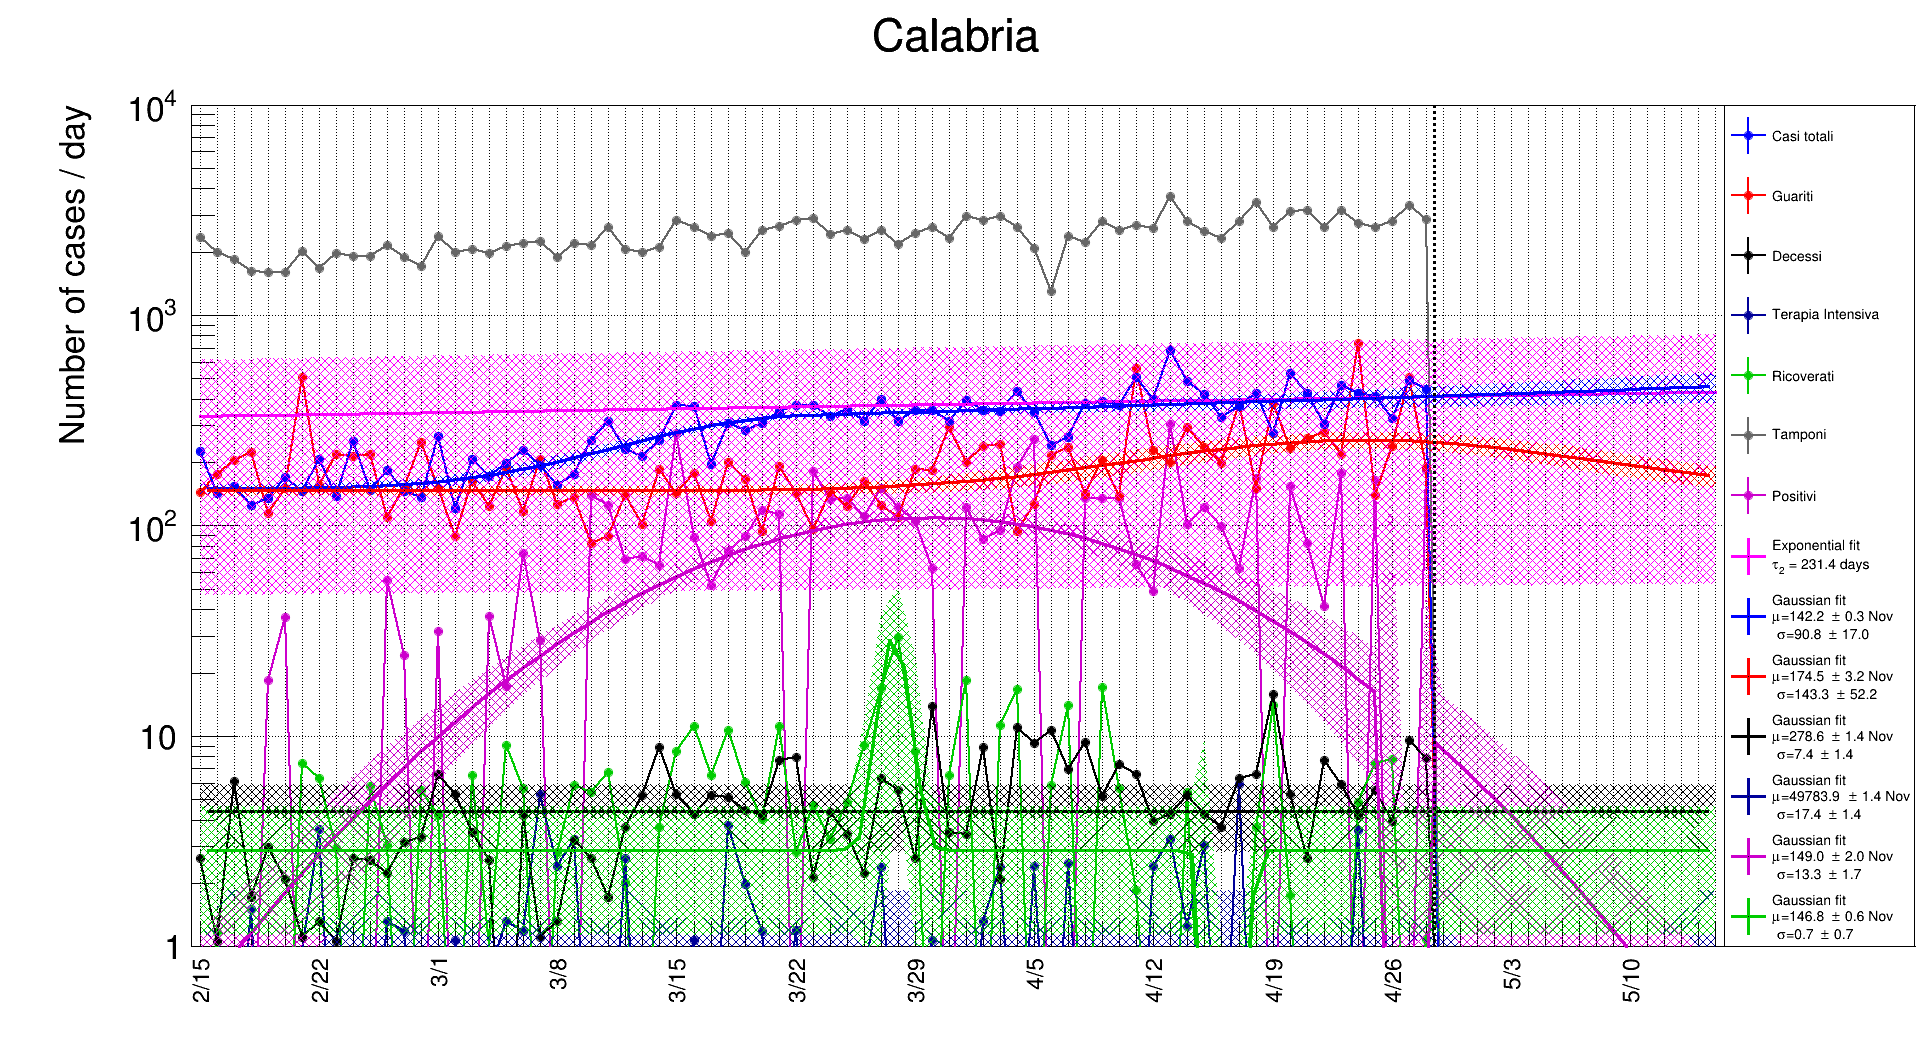 Calabria
Number of cases / day
10^4
10^3
10^2
10
1
2/15
2/22
3/1
3/8
3/15
3/22
3/29
4/5
4/12
4/19
4/26
5/3
5/10
Casi totali
Guariti
Decessi
Terapia Intensiva
Ricoverati
Tamponi
Positivi
Exponential fit
τ2 = 231.4 days
Gaussian fit
μ=142.2 ± 0.3 Nov
σ=90.8 ± 17.0
Gaussian fit
μ=174.5 ± 3.2 Nov
σ=143.3 ± 52.2
Gaussian fit
μ=278.6 ± 1.4 Nov
σ=7.4 ± 1.4
Gaussian fit
μ=49783.9 ± 1.4 Nov
σ=17.4 ± 1.4
Gaussian fit
μ=149.0 ± 2.0 Nov
σ=13.3 ± 1.7
Gaussian fit
μ=146.8 ± 0.6 Nov
σ=0.7 ± 0.7